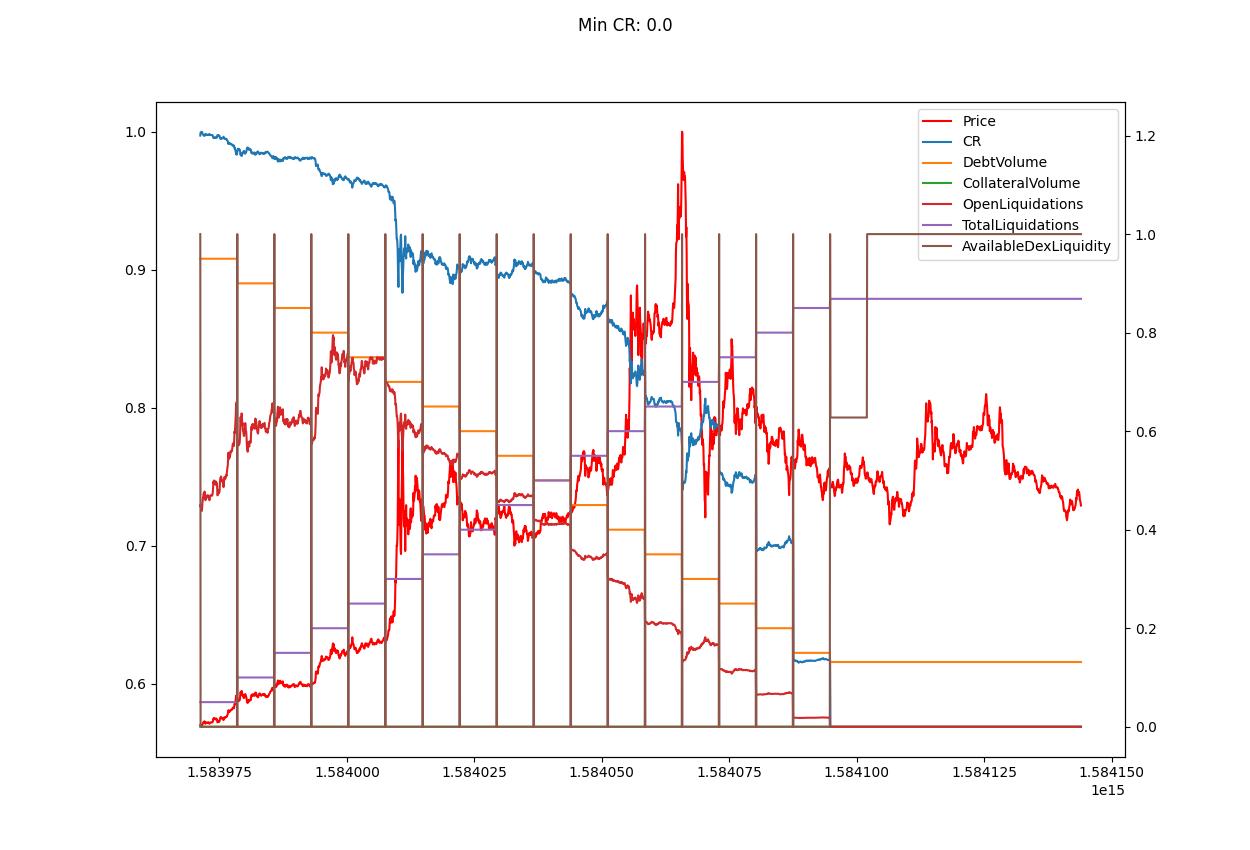 Min CR: 0.0
Price
CR
DebtVolume
CollateralVolume
OpenLiquidations
TotalLiquidations
AvailableDexLiquidity
1.0
0.9
0.8
0.7
0.6
1.2
1.0
0.8
0.6
0.4
0.2
0.0
1.583975 1.584000 1.584025 1.584050 1.584075 1.584100 1.584125 1.584150
1e15